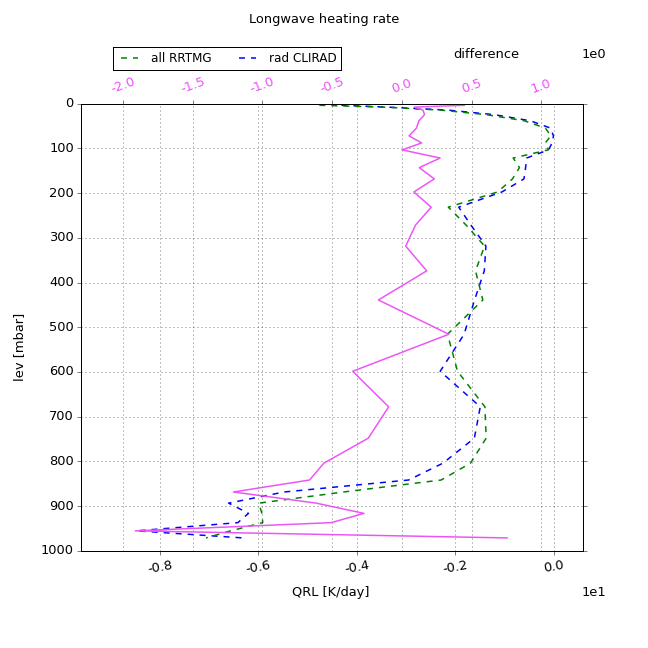 Longwave heating rate
all RRTMG rad CLIRAD difference 1e0
-2.0 -1.5 -1.0 -0.5 0.0 0.5 1.0
0
100
200
300
400
500
600
700
800
900
1000
lev [mbar]
-0.8 -0.6 -0.4 -0.2 0.0
QRL [K/day] 1e1